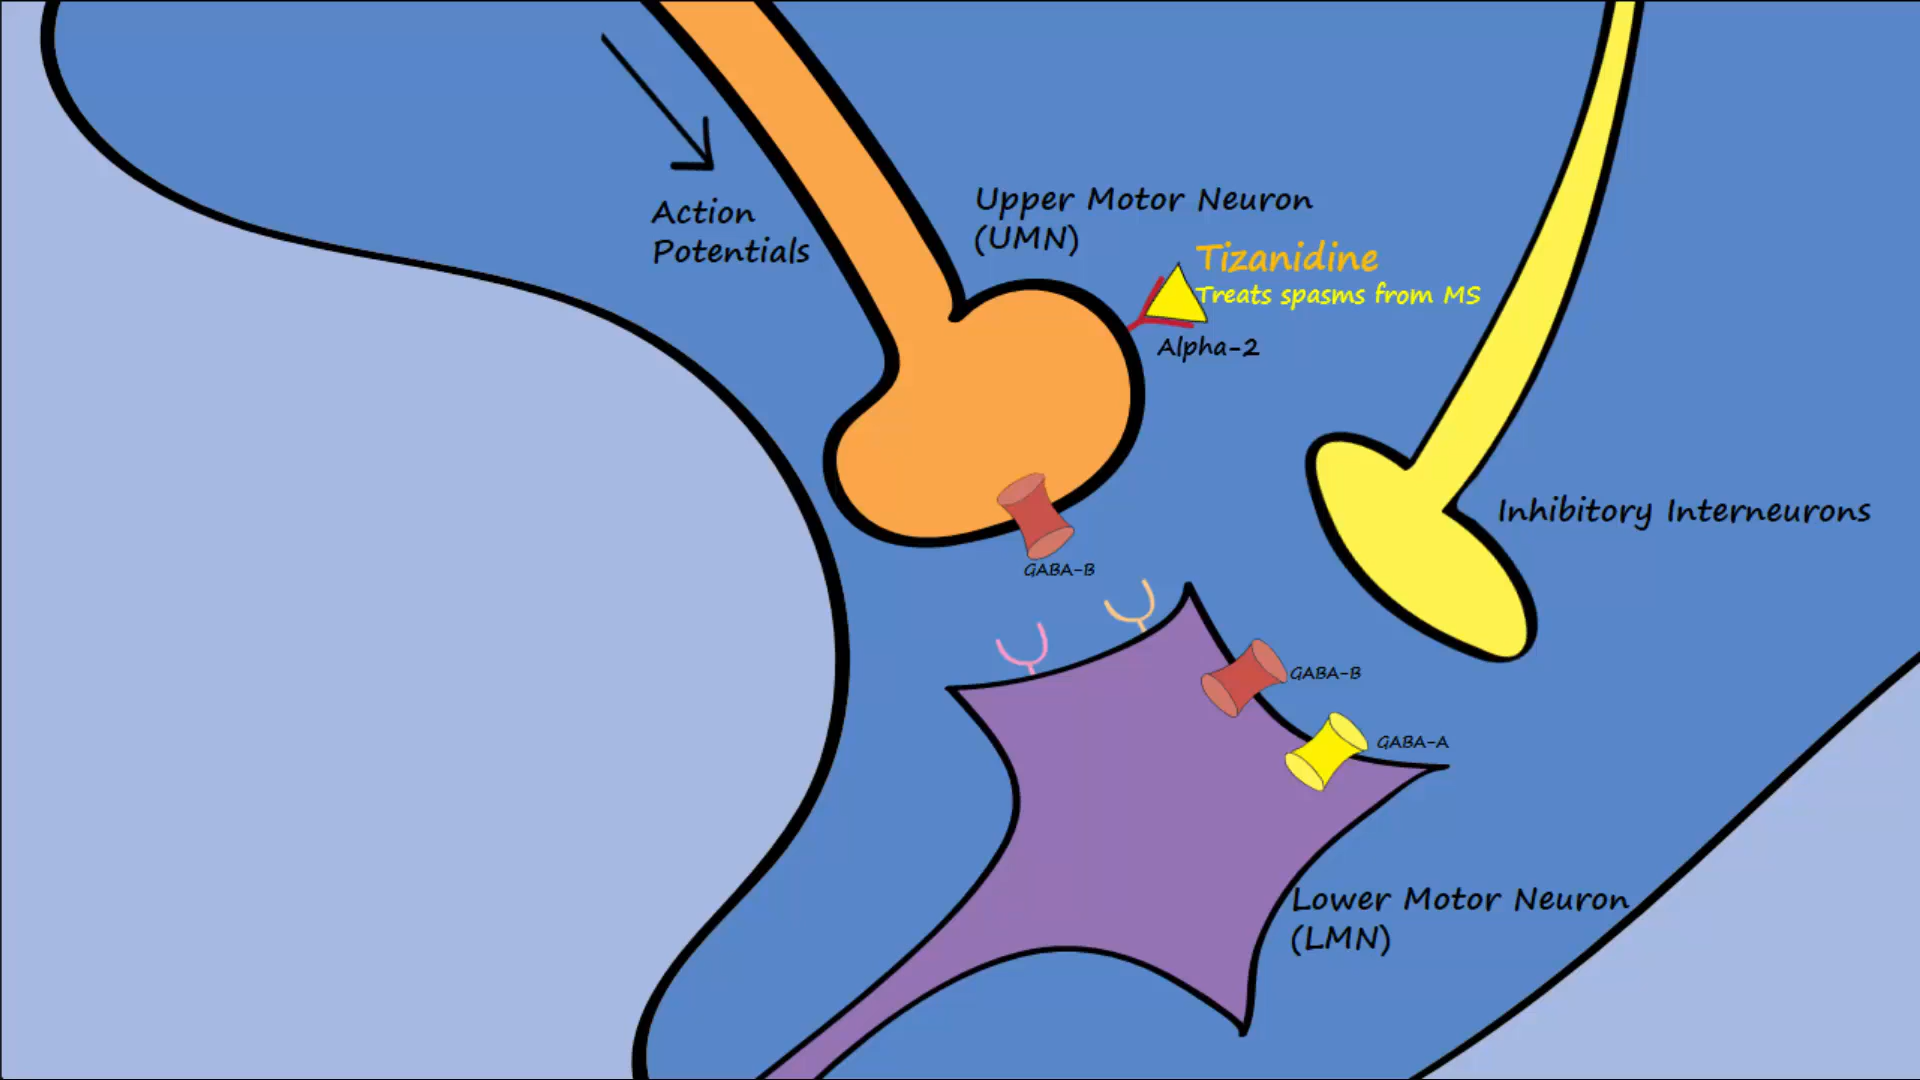 Action
Potentials
Upper Motor Neuron
(UMN)
Tizanidine
Treats spasms from MS
Alpha-2
Inhibitory Interneurons
GABA-B
GABA-B
GABA-A
Lower Motor Neuron
(LMN)